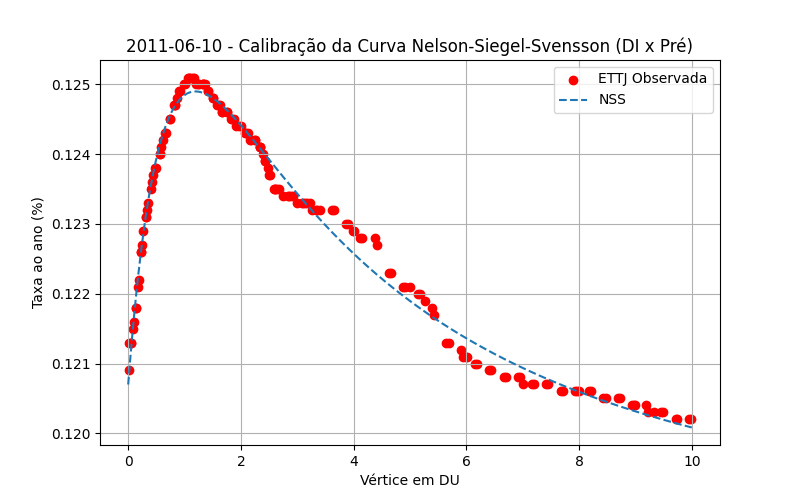 2011-06-10 - Calibração da Curva Nelson-Siegel-Svensson (DI x Pré)
ETTJ Observada
NSS
Taxa ao ano (%)
0.125
0.124
0.123
0.122
0.121
0.120
0 2 4 6 8 10
Vértice em DU